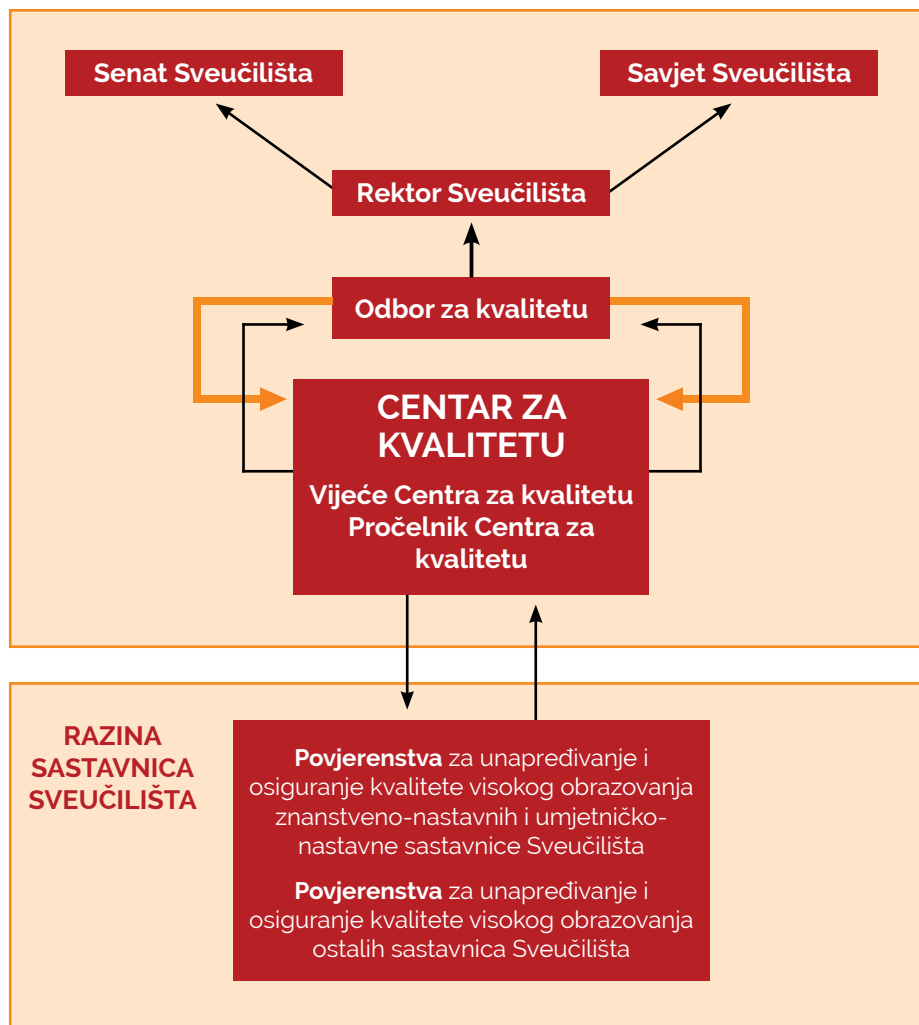 Senat Sveučilišta
Savjet Sveučilišta
Rektor Sveučilišta
Odbor za kvalitetu
CENTAR ZA
KVALITETU
Vijeće Centra za kvalitetu
Pročelnik Centra za
kvalitetu
RAZINA
SASTAVNICA
SVEUČILIŠTA
Povjerenstva za unapređivanje i
osiguranje kvalitete visokog obrazovanja
znanstveno-nastavnih i umjetničko-
nastavne sastavnice Sveučilišta
Povjerenstva za unapređivanje i
osiguranje kvalitete visokog obrazovanja
ostalih sastavnica Sveučilišta